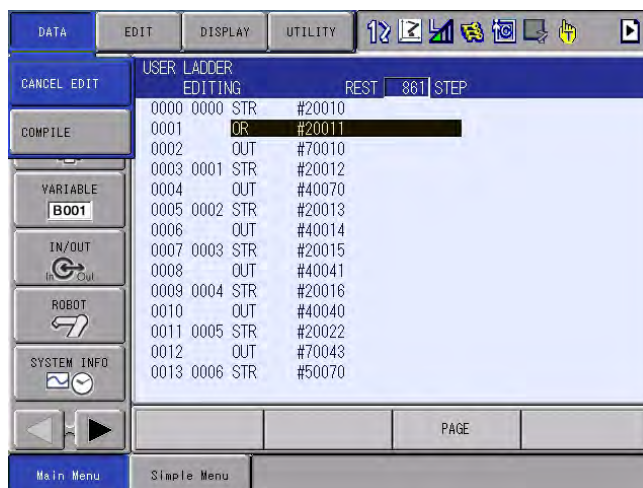 DATA EDIT DISPLAY UTILITY
CANCEL EDIT
COMPILE
VARIABLE
B001
IN/OUT
In Out
ROBOT
SYSTEM INFO
USER LADDER
EDITING REST 861 STEP
0000 0000 STR #20010
0001 OR #20011
0002 OUT #70010
0003 0001 STR #20012
0004 OUT #40070
0005 0002 STR #20013
0006 OUT #40014
0007 0003 STR #20015
0008 OUT #40041
0009 0004 STR #20016
0010 OUT #40040
0011 0005 STR #20022
0012 OUT #70043
0013 0006 STR #50070
PAGE
Main Menu Simple Menu